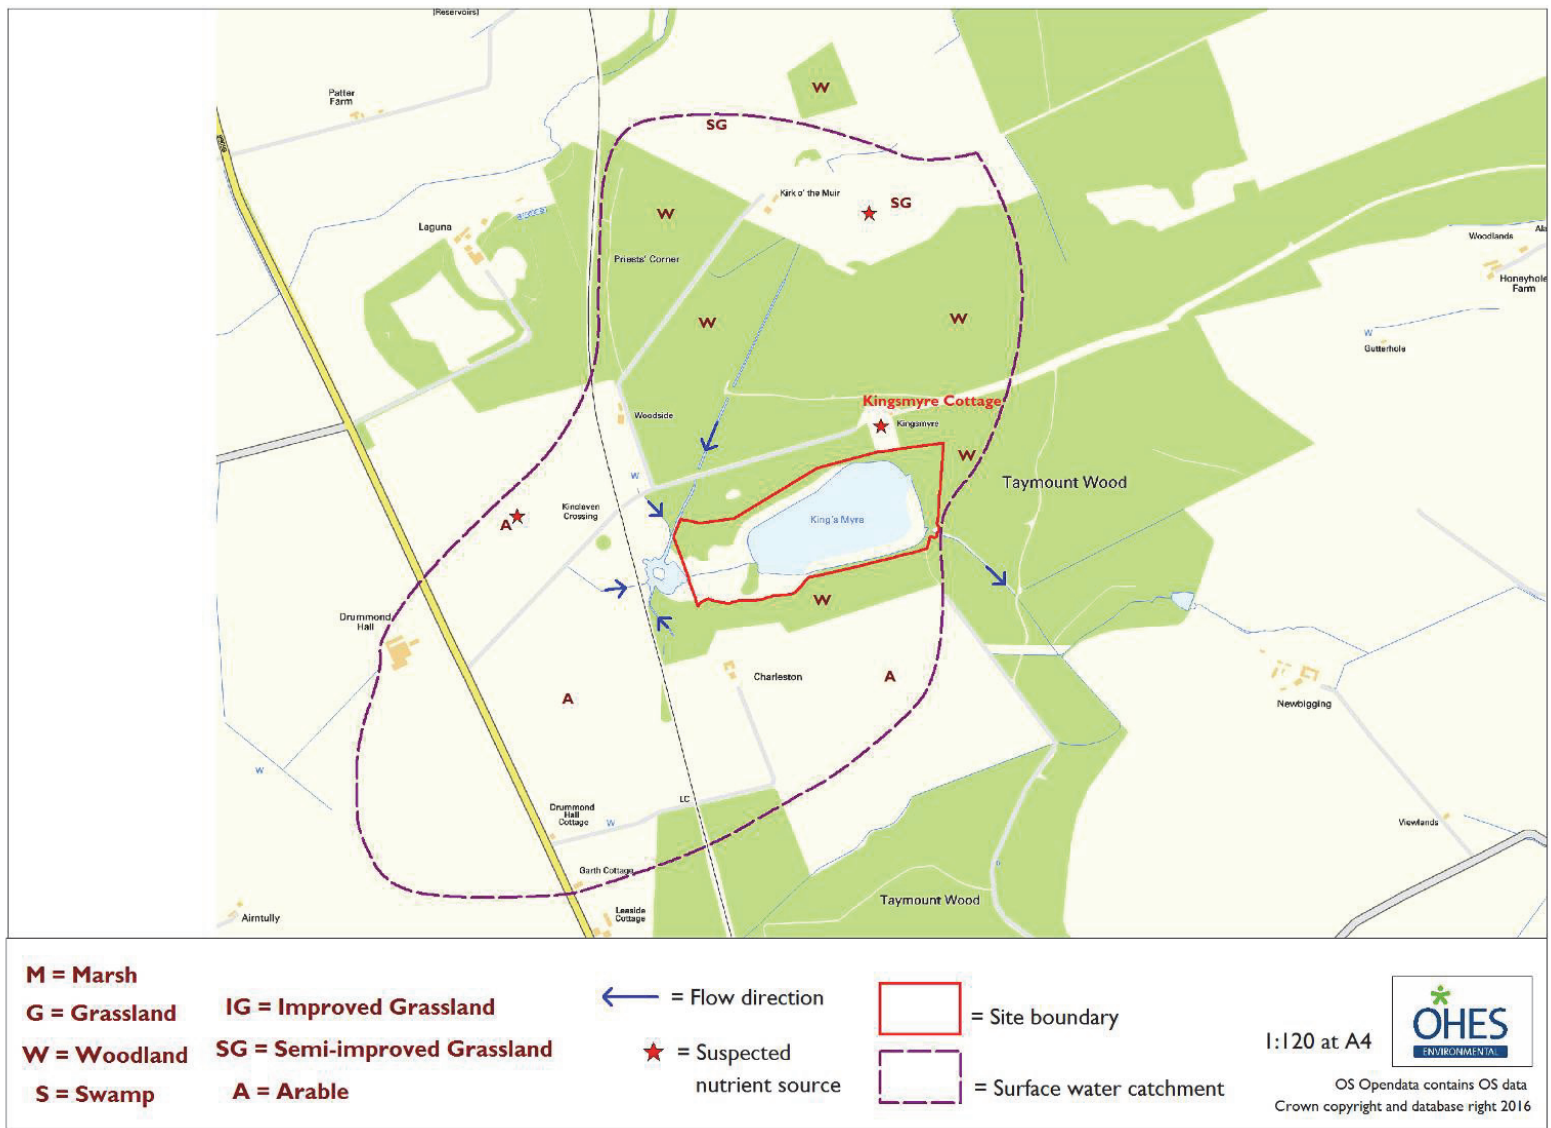 [Reservoirs]
Patter
Farm
W
SG
Kirk o' the Muir
SG
W
Laguna
Priests' Corner
Woodlands
Honeyhole
Farm
W
W
W
Gutterhole
Kingsmyre Cottage
Kingsmyre
Woodside
W
W
Taymount Wood
Kinclaven
Crossing
A
King's Myre
W
Drummond
Hall
Charleston
A
A
Newbigging
W
LC
Drummond
Hall
Cottage
W
Viewlands
Garth Cottage
Taymount Wood
Leaside
Cottage
Airntully
M = Marsh
G = Grassland
W = Woodland
S = Swamp
IG = Improved Grassland
SG = Semi-improved Grassland
A = Arable
= Flow direction
= Suspected
nutrient source
= Site boundary
= Surface water catchment
1:120 at A4
OHES
ENVIRONMENTAL
OS Opendata contains OS data
Crown copyright and database right 2016